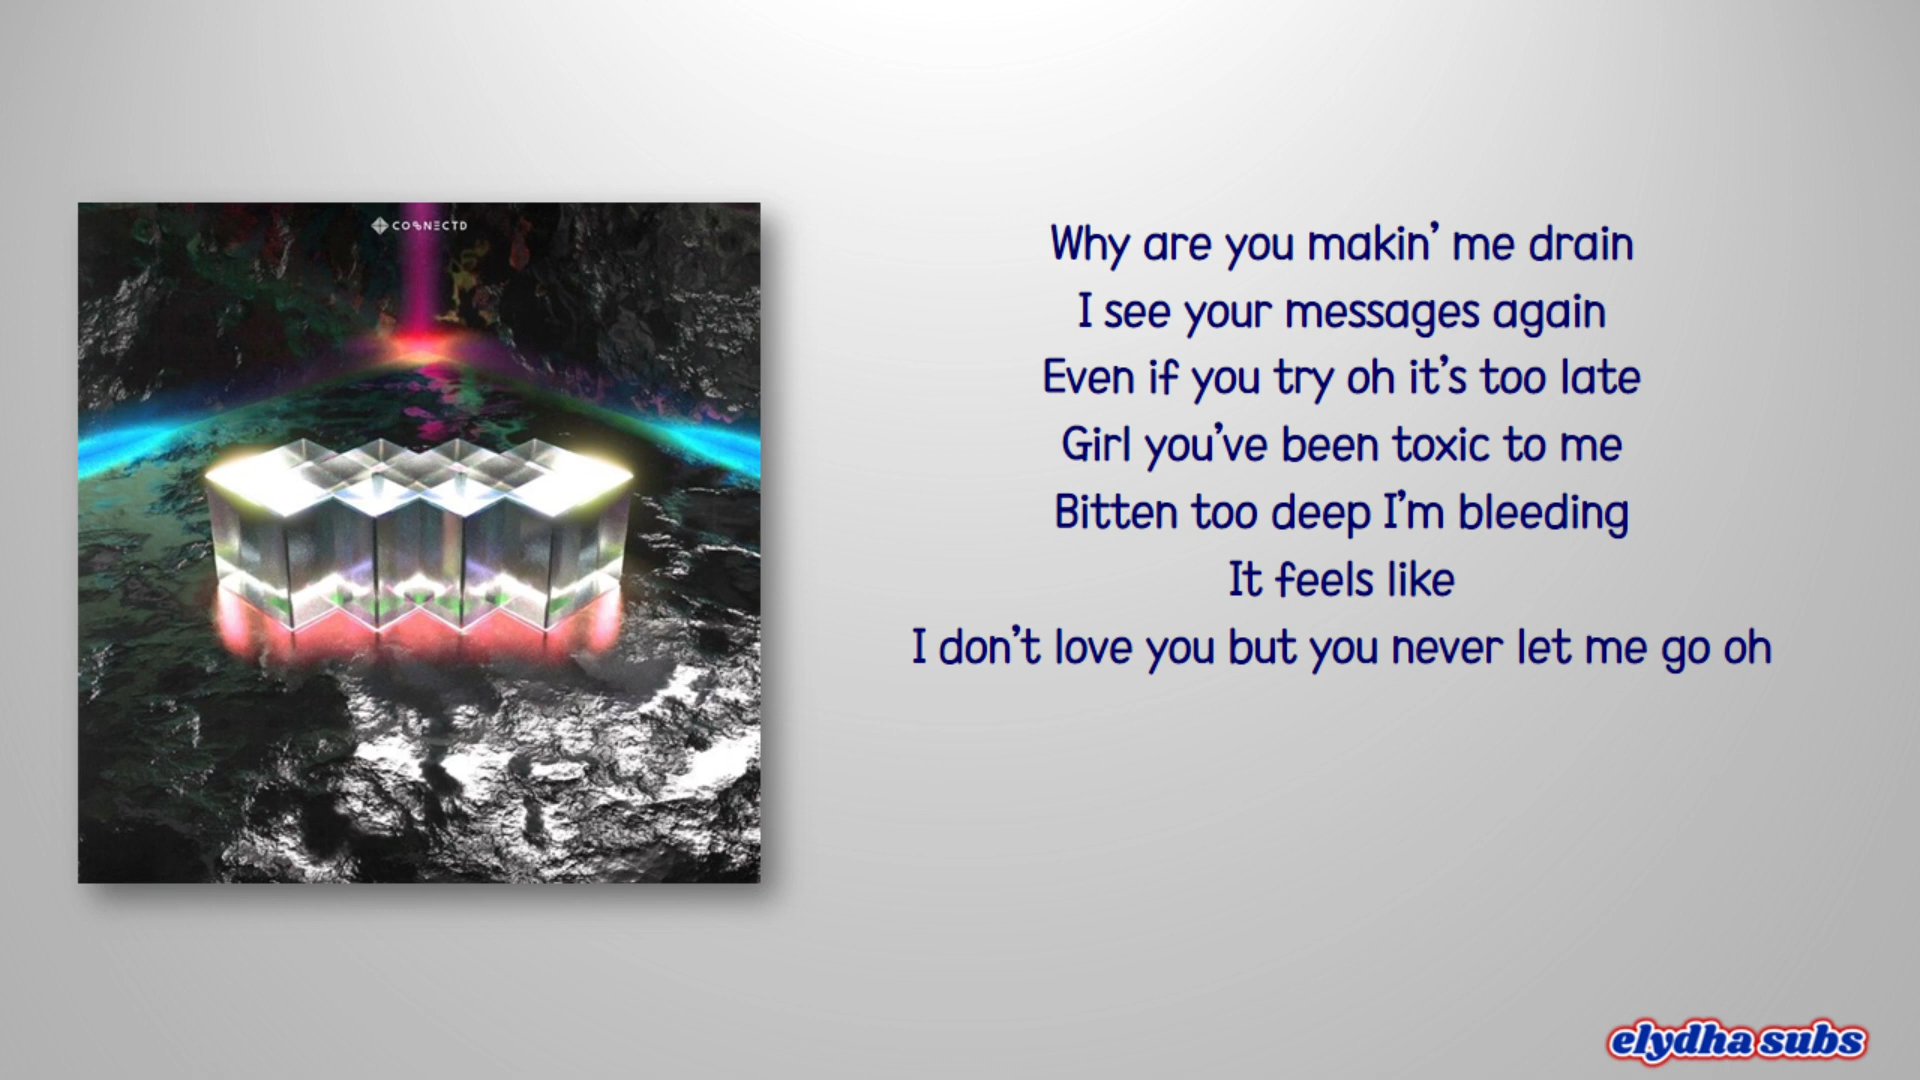 CONNECTD
Why are you makin' me drain
I see your messages again
Even if you try oh it's too late
Girl you've been toxic to me
Bitten too deep I'm bleeding
It feels like
I don't love you but you never let me go oh
elydha subs